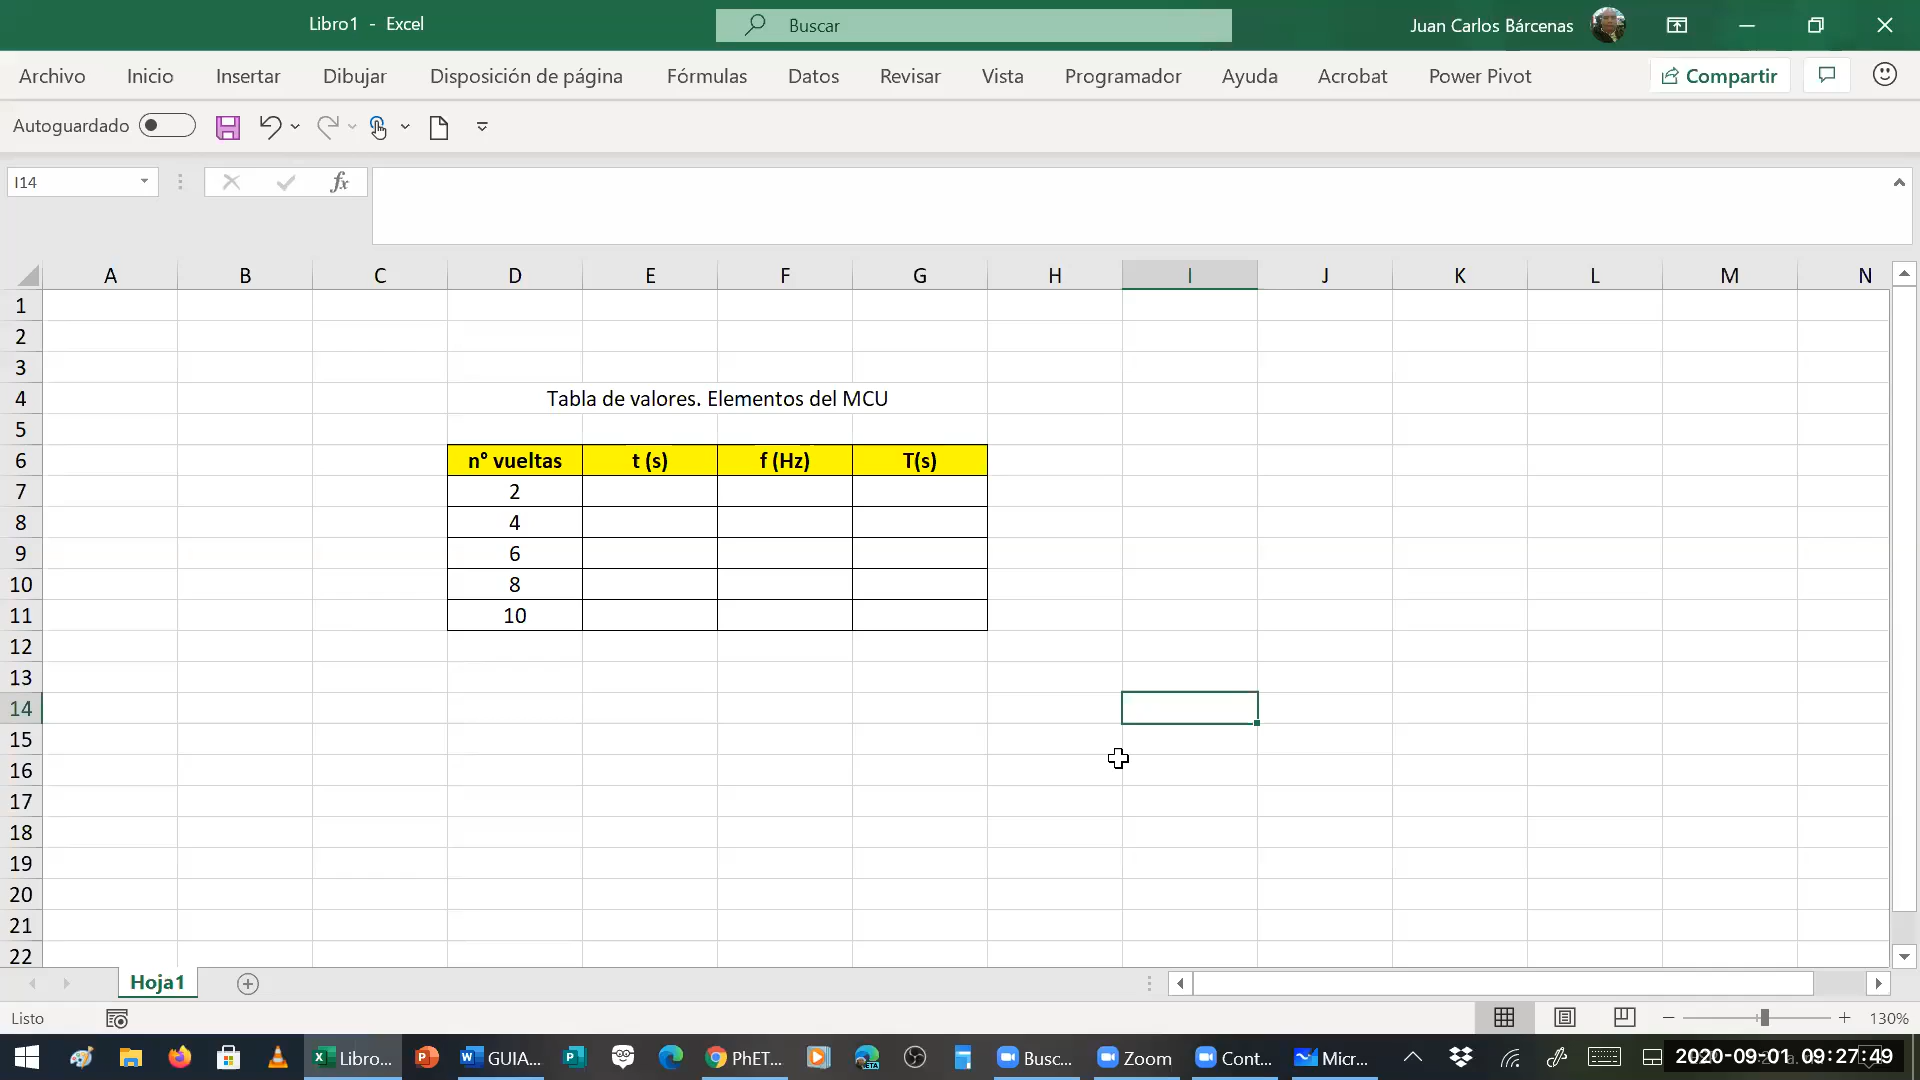 Libro1 - Excel
Buscar
Juan Carlos Bárcenas
Archivo Inicio Insertar Dibujar Disposición de página Fórmulas Datos Revisar Vista Programador Ayuda Acrobat Power Pivot Compartir
Autoguardado
I14
fx
A B C D E F G H I J K L M N
1
2
3
4 Tabla de valores. Elementos del MCU
5
6 n° vueltas t (s) f (Hz) T(s)
7 2
8 4
9 6
10 8
11 10
12
13
14
15
16
17
18
19
20
21
22
Hoja1
Listo
130%
Libro... GUIA... PhET... Busc... Zoom Cont... Micr...
2020-09-01 09:27:49